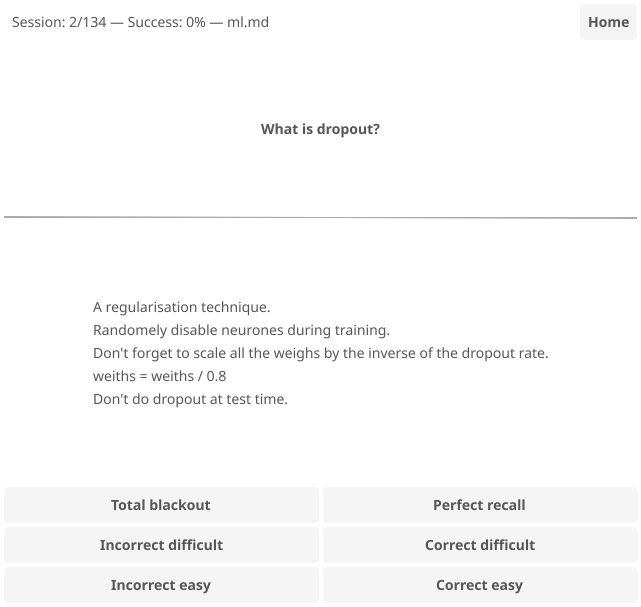 Session: 2/134 — Success: 0% — ml.md
Home
What is dropout?
A regularisation technique.
Randomely disable neurones during training.
Don't forget to scale all the weighs by the inverse of the dropout rate.
weiths = weiths / 0.8
Don't do dropout at test time.
Total blackout
Perfect recall
Incorrect difficult
Correct difficult
Incorrect easy
Correct easy